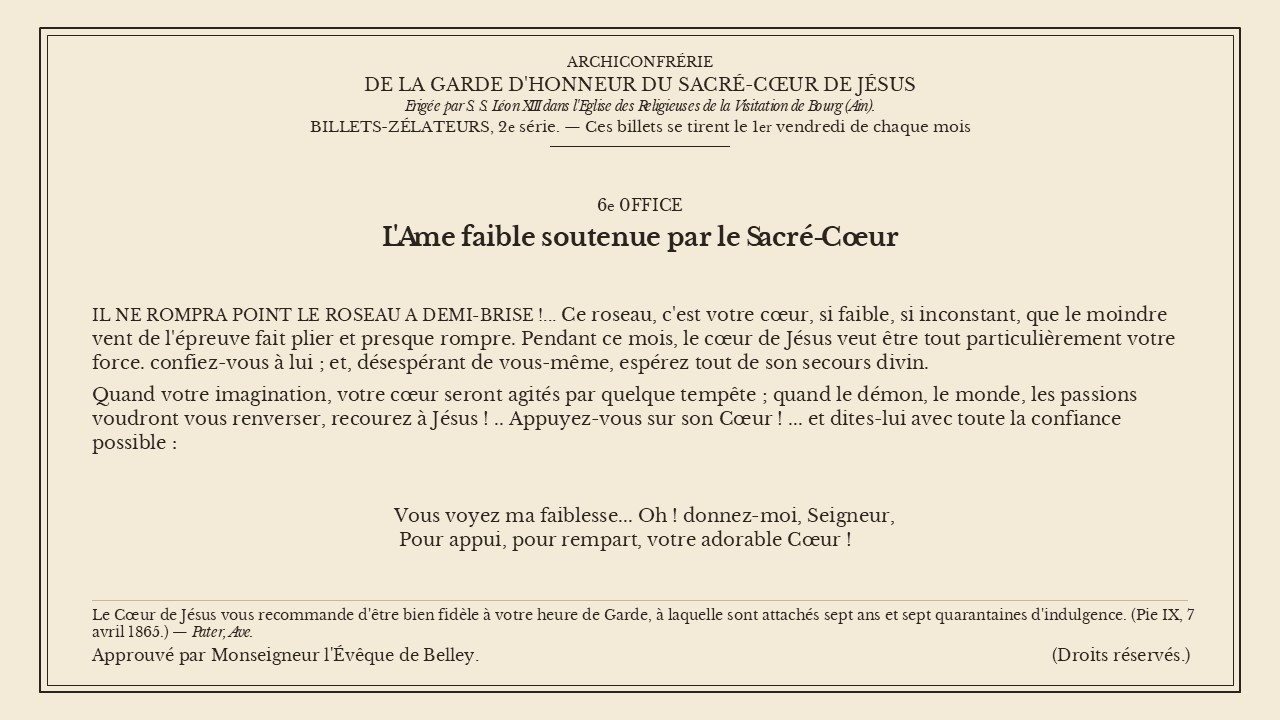 ARCHICONFRÉRIE
DE LA GARDE D'HONNEUR DU SACRÉ-CŒUR DE JÉSUS
Erigée par S. S. Léon XIII dans l'Eglise des Religieuses de la Visitation de Bourg (Ain).
BILLETS-ZÉLATEURS, 2e série. — Ces billets se tirent le 1er vendredi de chaque mois
6e 0FFICE
L'Ame faible soutenue par le Sacré-Cœur
IL NE ROMPRA POINT LE ROSEAU A DEMI-BRISE !... Ce roseau, c'est votre cœur, si faible, si inconstant, que le moindre
vent de l'épreuve fait plier et presque rompre. Pendant ce mois, le cœur de Jésus veut être tout particulièrement votre
force. confiez-vous à lui ; et, désespérant de vous-même, espérez tout de son secours divin.
Quand votre imagination, votre cœur seront agités par quelque tempête ; quand le démon, le monde, les passions
voudront vous renverser, recourez à Jésus ! .. Appuyez-vous sur son Cœur ! ... et dites-lui avec toute la confiance
possible :
Vous voyez ma faiblesse... Oh ! donnez-moi, Seigneur,
Pour appui, pour rempart, votre adorable Cœur !
Le Cœur de Jésus vous recommande d'être bien fidèle à votre heure de Garde, à laquelle sont attachés sept ans et sept quarantaines d'indulgence. (Pie IX, 7
avril 1865.) — Pater, Ave.
Approuvé par Monseigneur l'Évêque de Belley. (Droits réservés.)